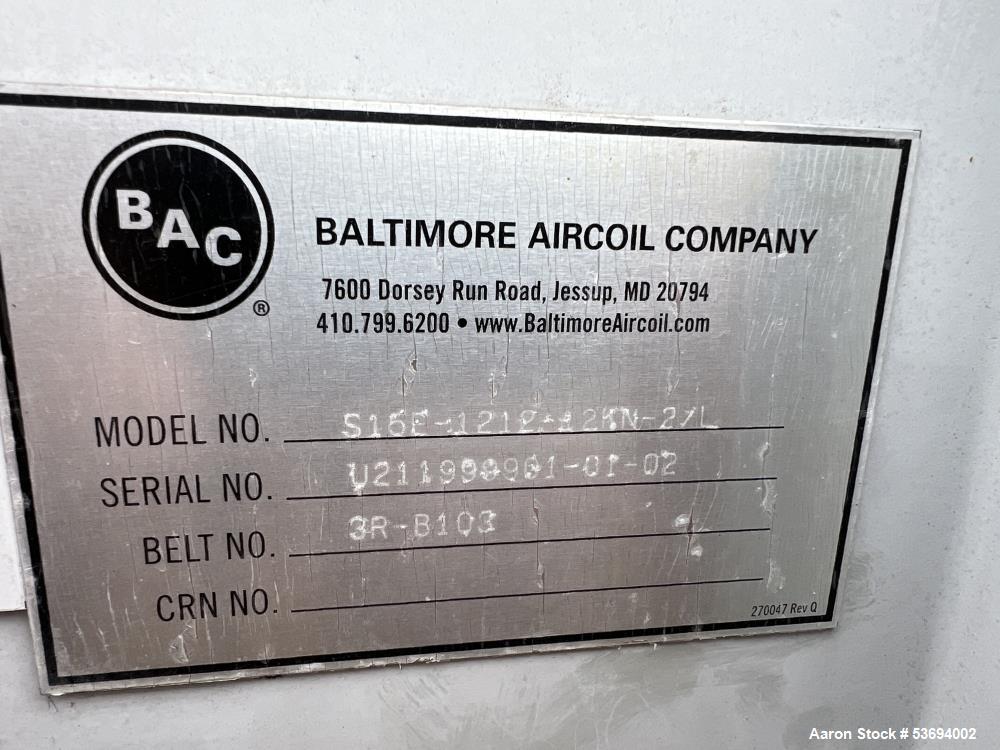 BAC
®
BALTIMORE AIRCOIL COMPANY
7600 Dorsey Run Road, Jessup, MD 20794
410.799.6200 • www.BaltimoreAircoil.com
MODEL NO.
SERIAL NO.
BELT NO. 3R-B103
CRN NO.
270047 Rev Q
Aaron Stock # 53694002